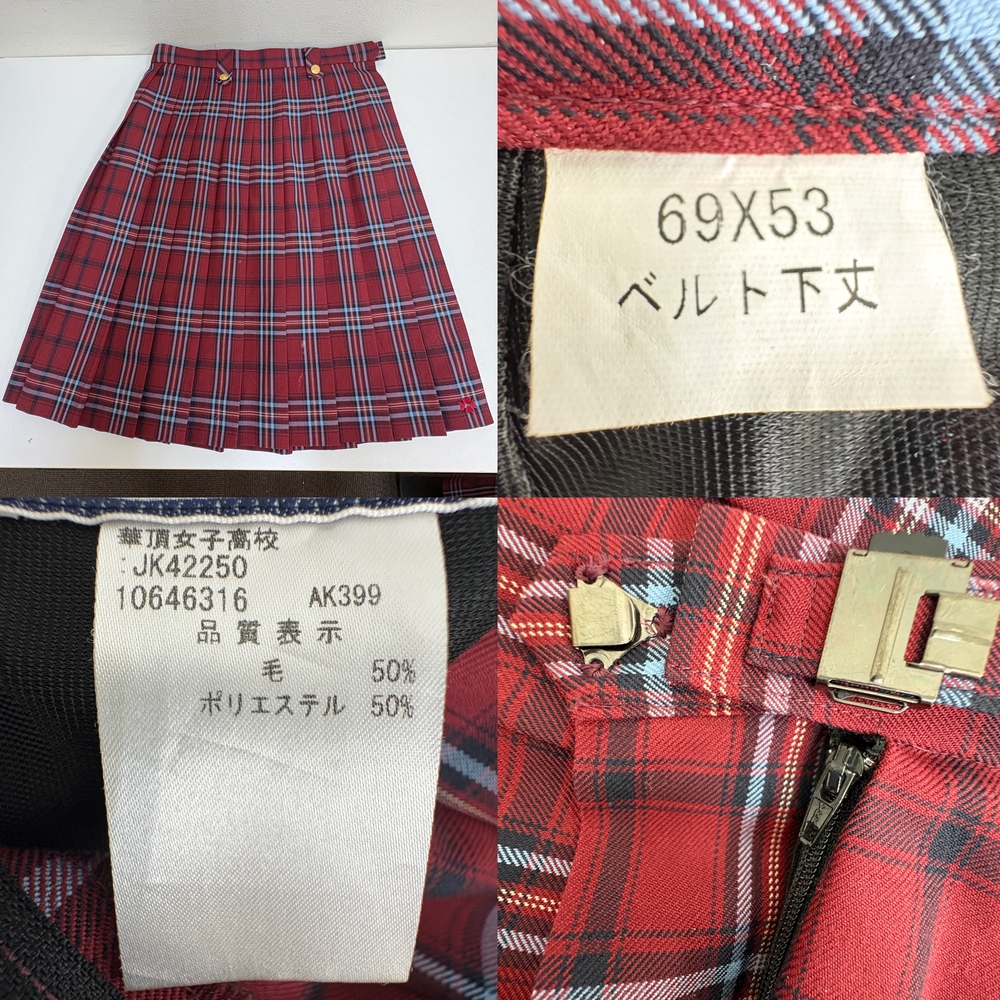 69X53
ベルト下丈
華頂女子高校
:JK42250
10646316 AK399
品質表示
毛 50%
ポリエステル 50%